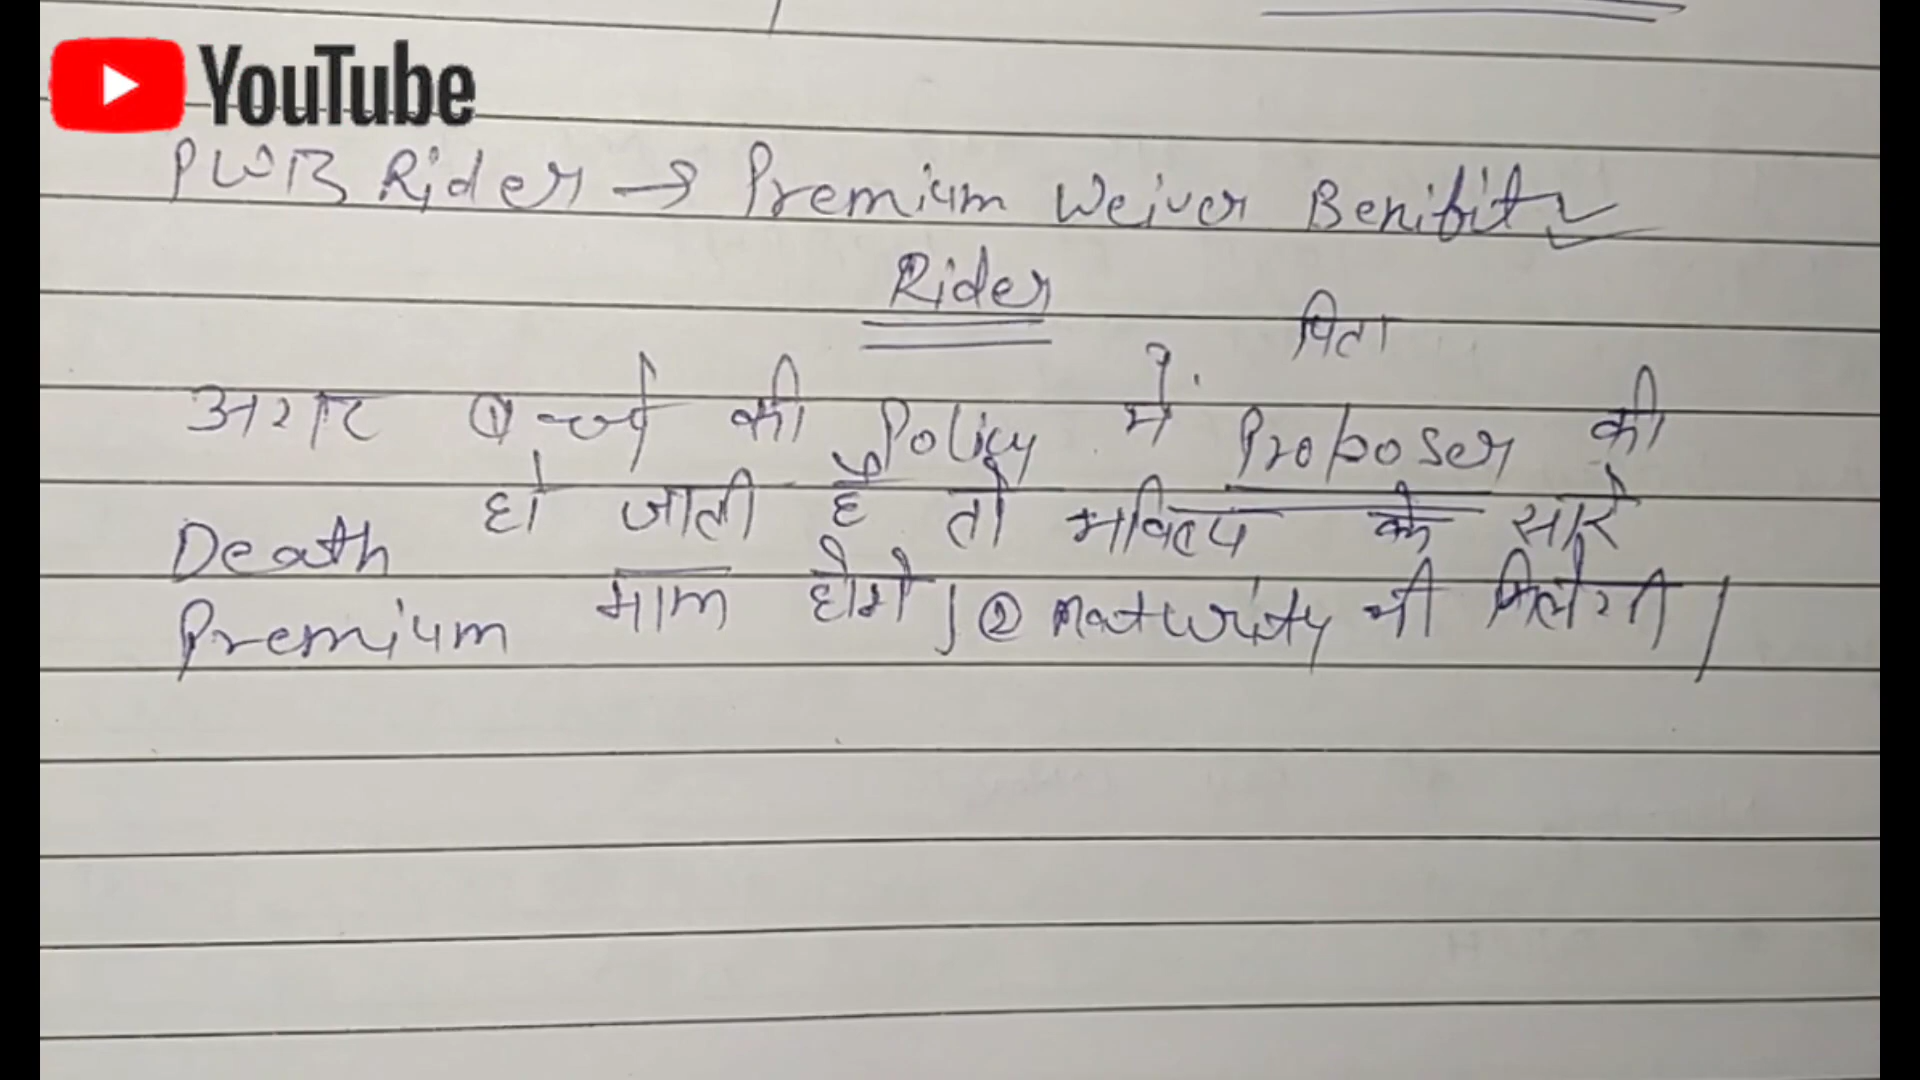 YouTube
PWB Rider → Premium Weiver Benifit
Rider
पिता
अगर बच्चे की Policy में Proposer की
Death हो जाती है तो भविष्य के सारे
Premium माफ होगे। ② Maturity भी मिलेगी।